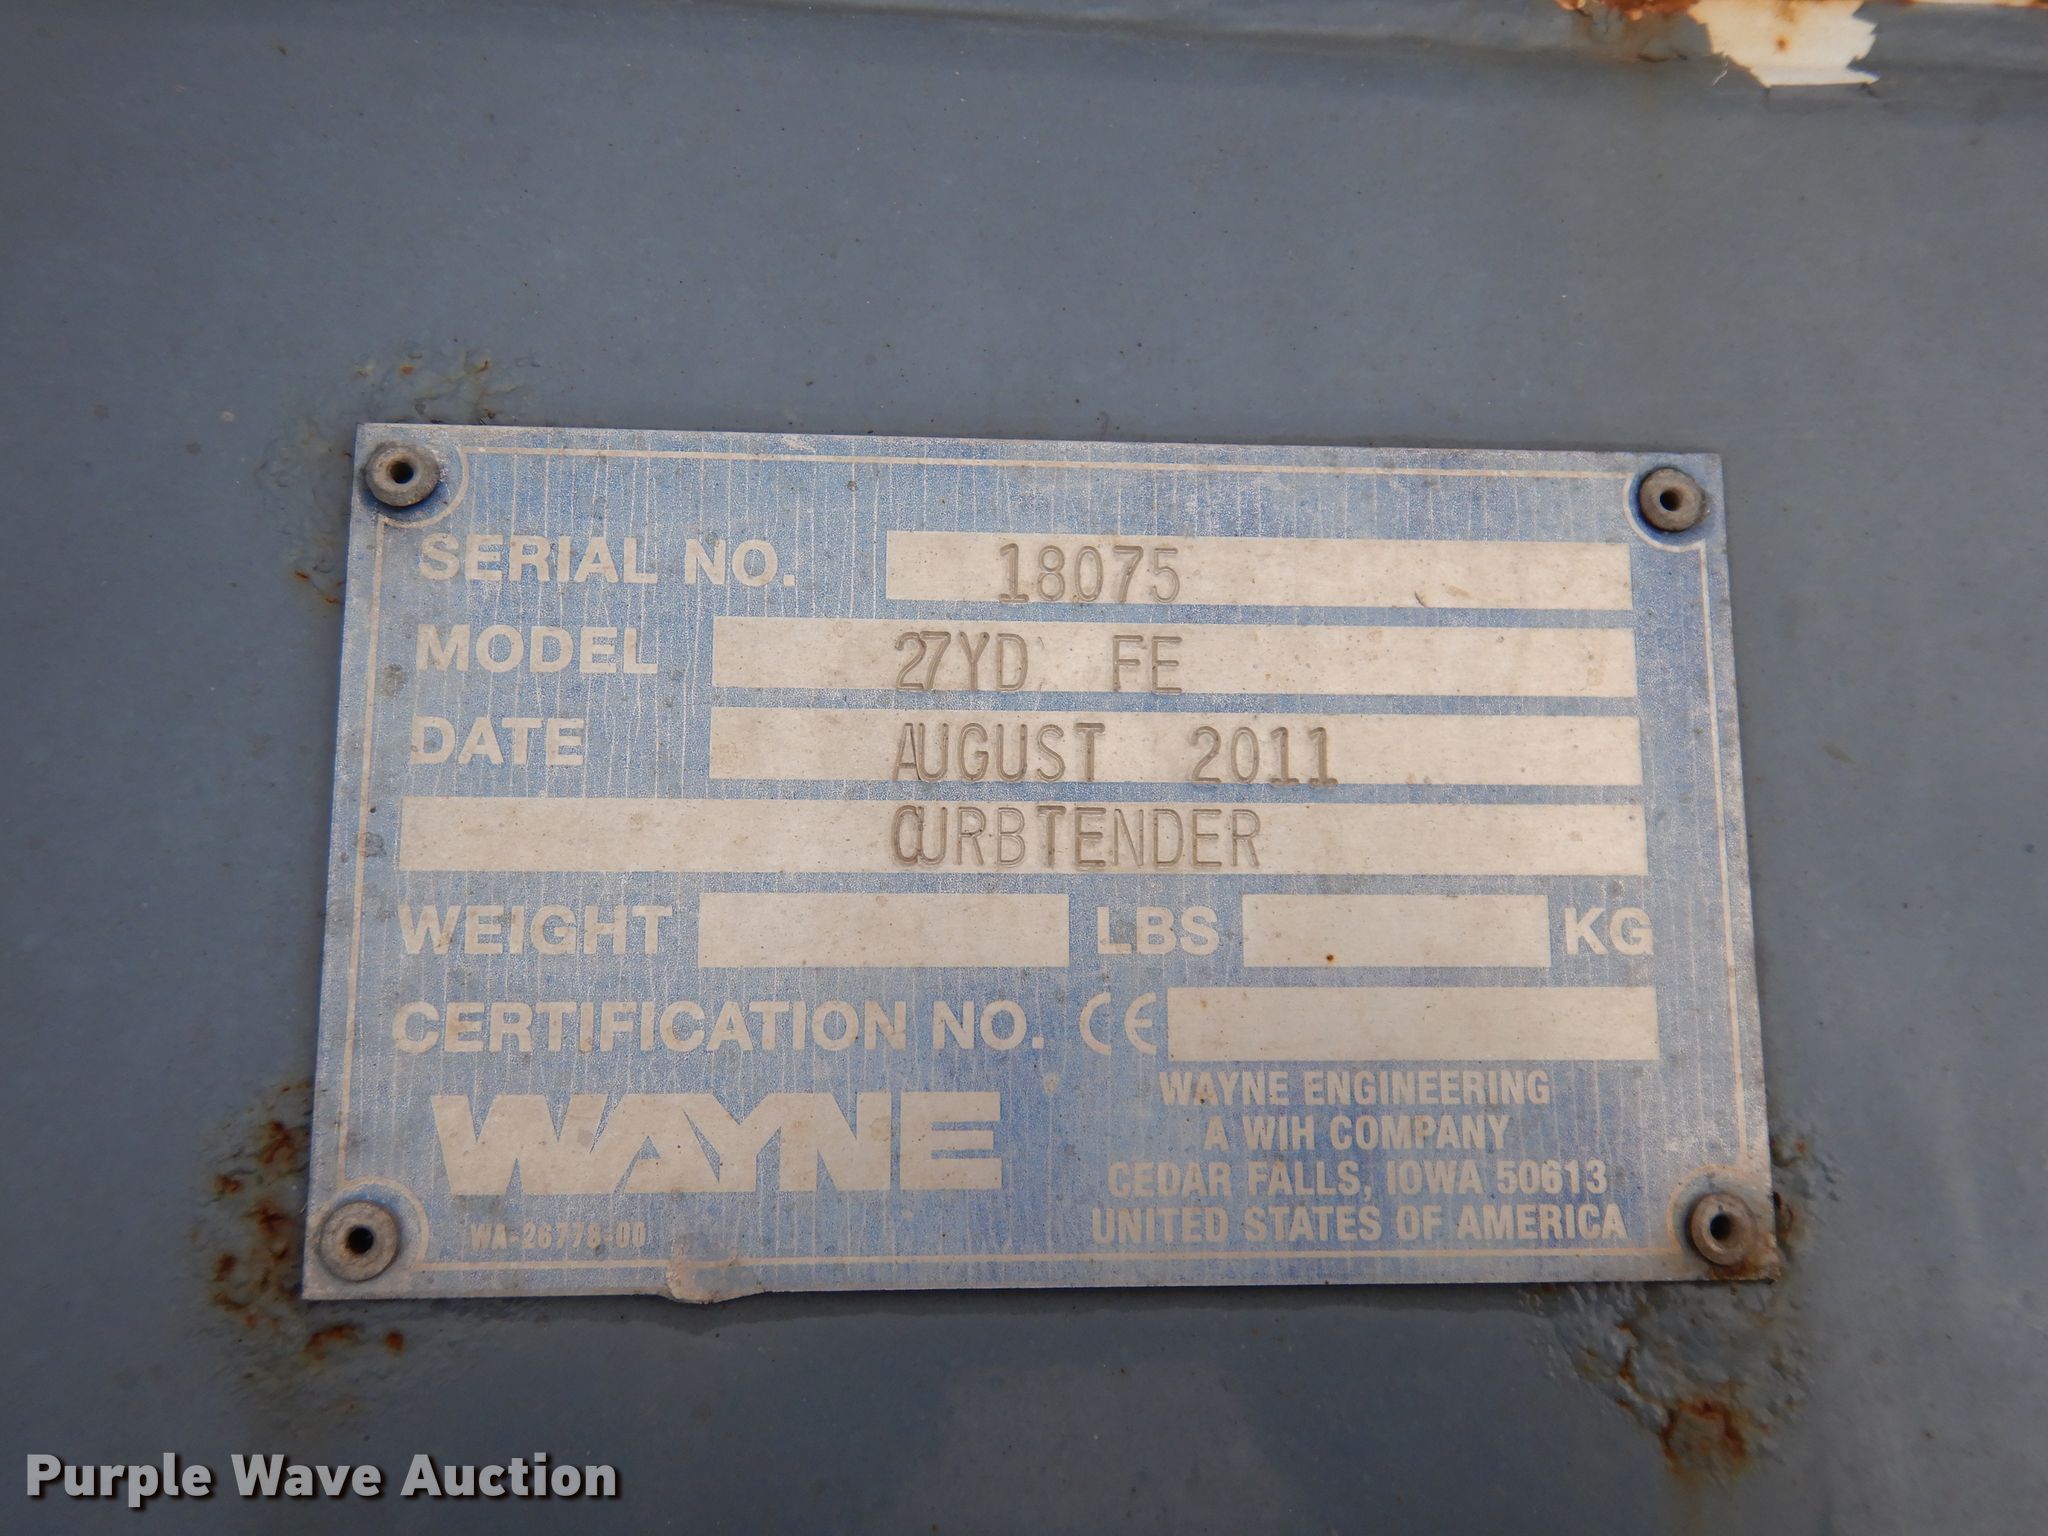 SERIAL NO. 18075
MODEL 27YD FE
DATE AUGUST 2011
CURBTENDER
WEIGHT LBS KG
CERTIFICATION NO. CE
WAYNE
WAYNE ENGINEERING
A WIH COMPANY
CEDAR FALLS, IOWA 50613
UNITED STATES OF AMERICA
WA-26778-00
Purple Wave Auction